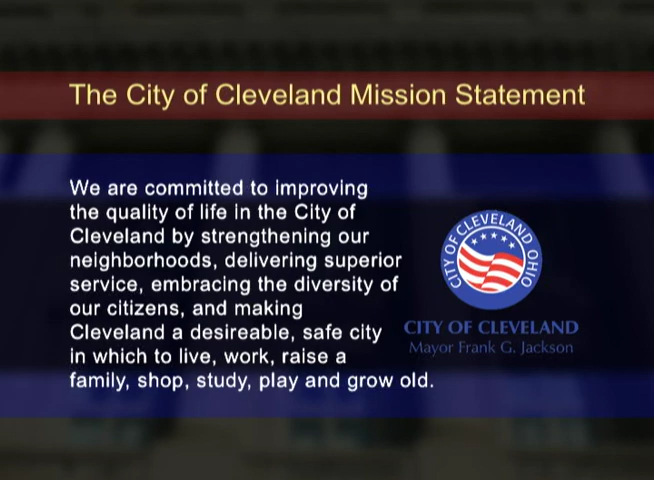 The City of Cleveland Mission Statement
We are committed to improving
the quality of life in the City of
Cleveland by strengthening our
neighborhoods, delivering superior
service, embracing the diversity of
our citizens, and making
Cleveland a desireable, safe city
in which to live, work, raise a
family, shop, study, play and grow old.
CITY OF CLEVELAND OHIO
CITY OF CLEVELAND
Mayor Frank G. Jackson